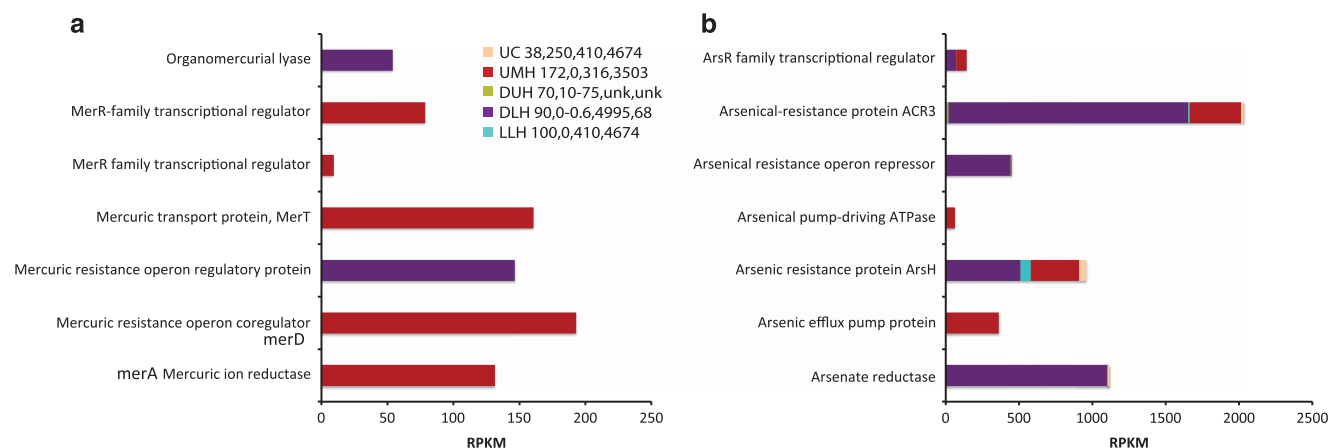 a
Organomercurial lyase
MerR-family transcriptional regulator
MerR family transcriptional regulator
Mercuric transport protein, MerT
Mercuric resistance operon regulatory protein
Mercuric resistance operon coregulator
merD
merA Mercuric ion reductase
UC 38,250,410,4674
UMH 172,0,316,3503
DUH 70,10-75,unk,unk
DLH 90,0-0.6,4995,68
LLH 100,0,410,4674
0 50 100 150 200 250
RPKM
b
ArsR family transcriptional regulator
Arsenical-resistance protein ACR3
Arsenical resistance operon repressor
Arsenical pump-driving ATPase
Arsenic resistance protein ArsH
Arsenic efflux pump protein
Arsenate reductase
0 500 1000 1500 2000 2500
RPKM